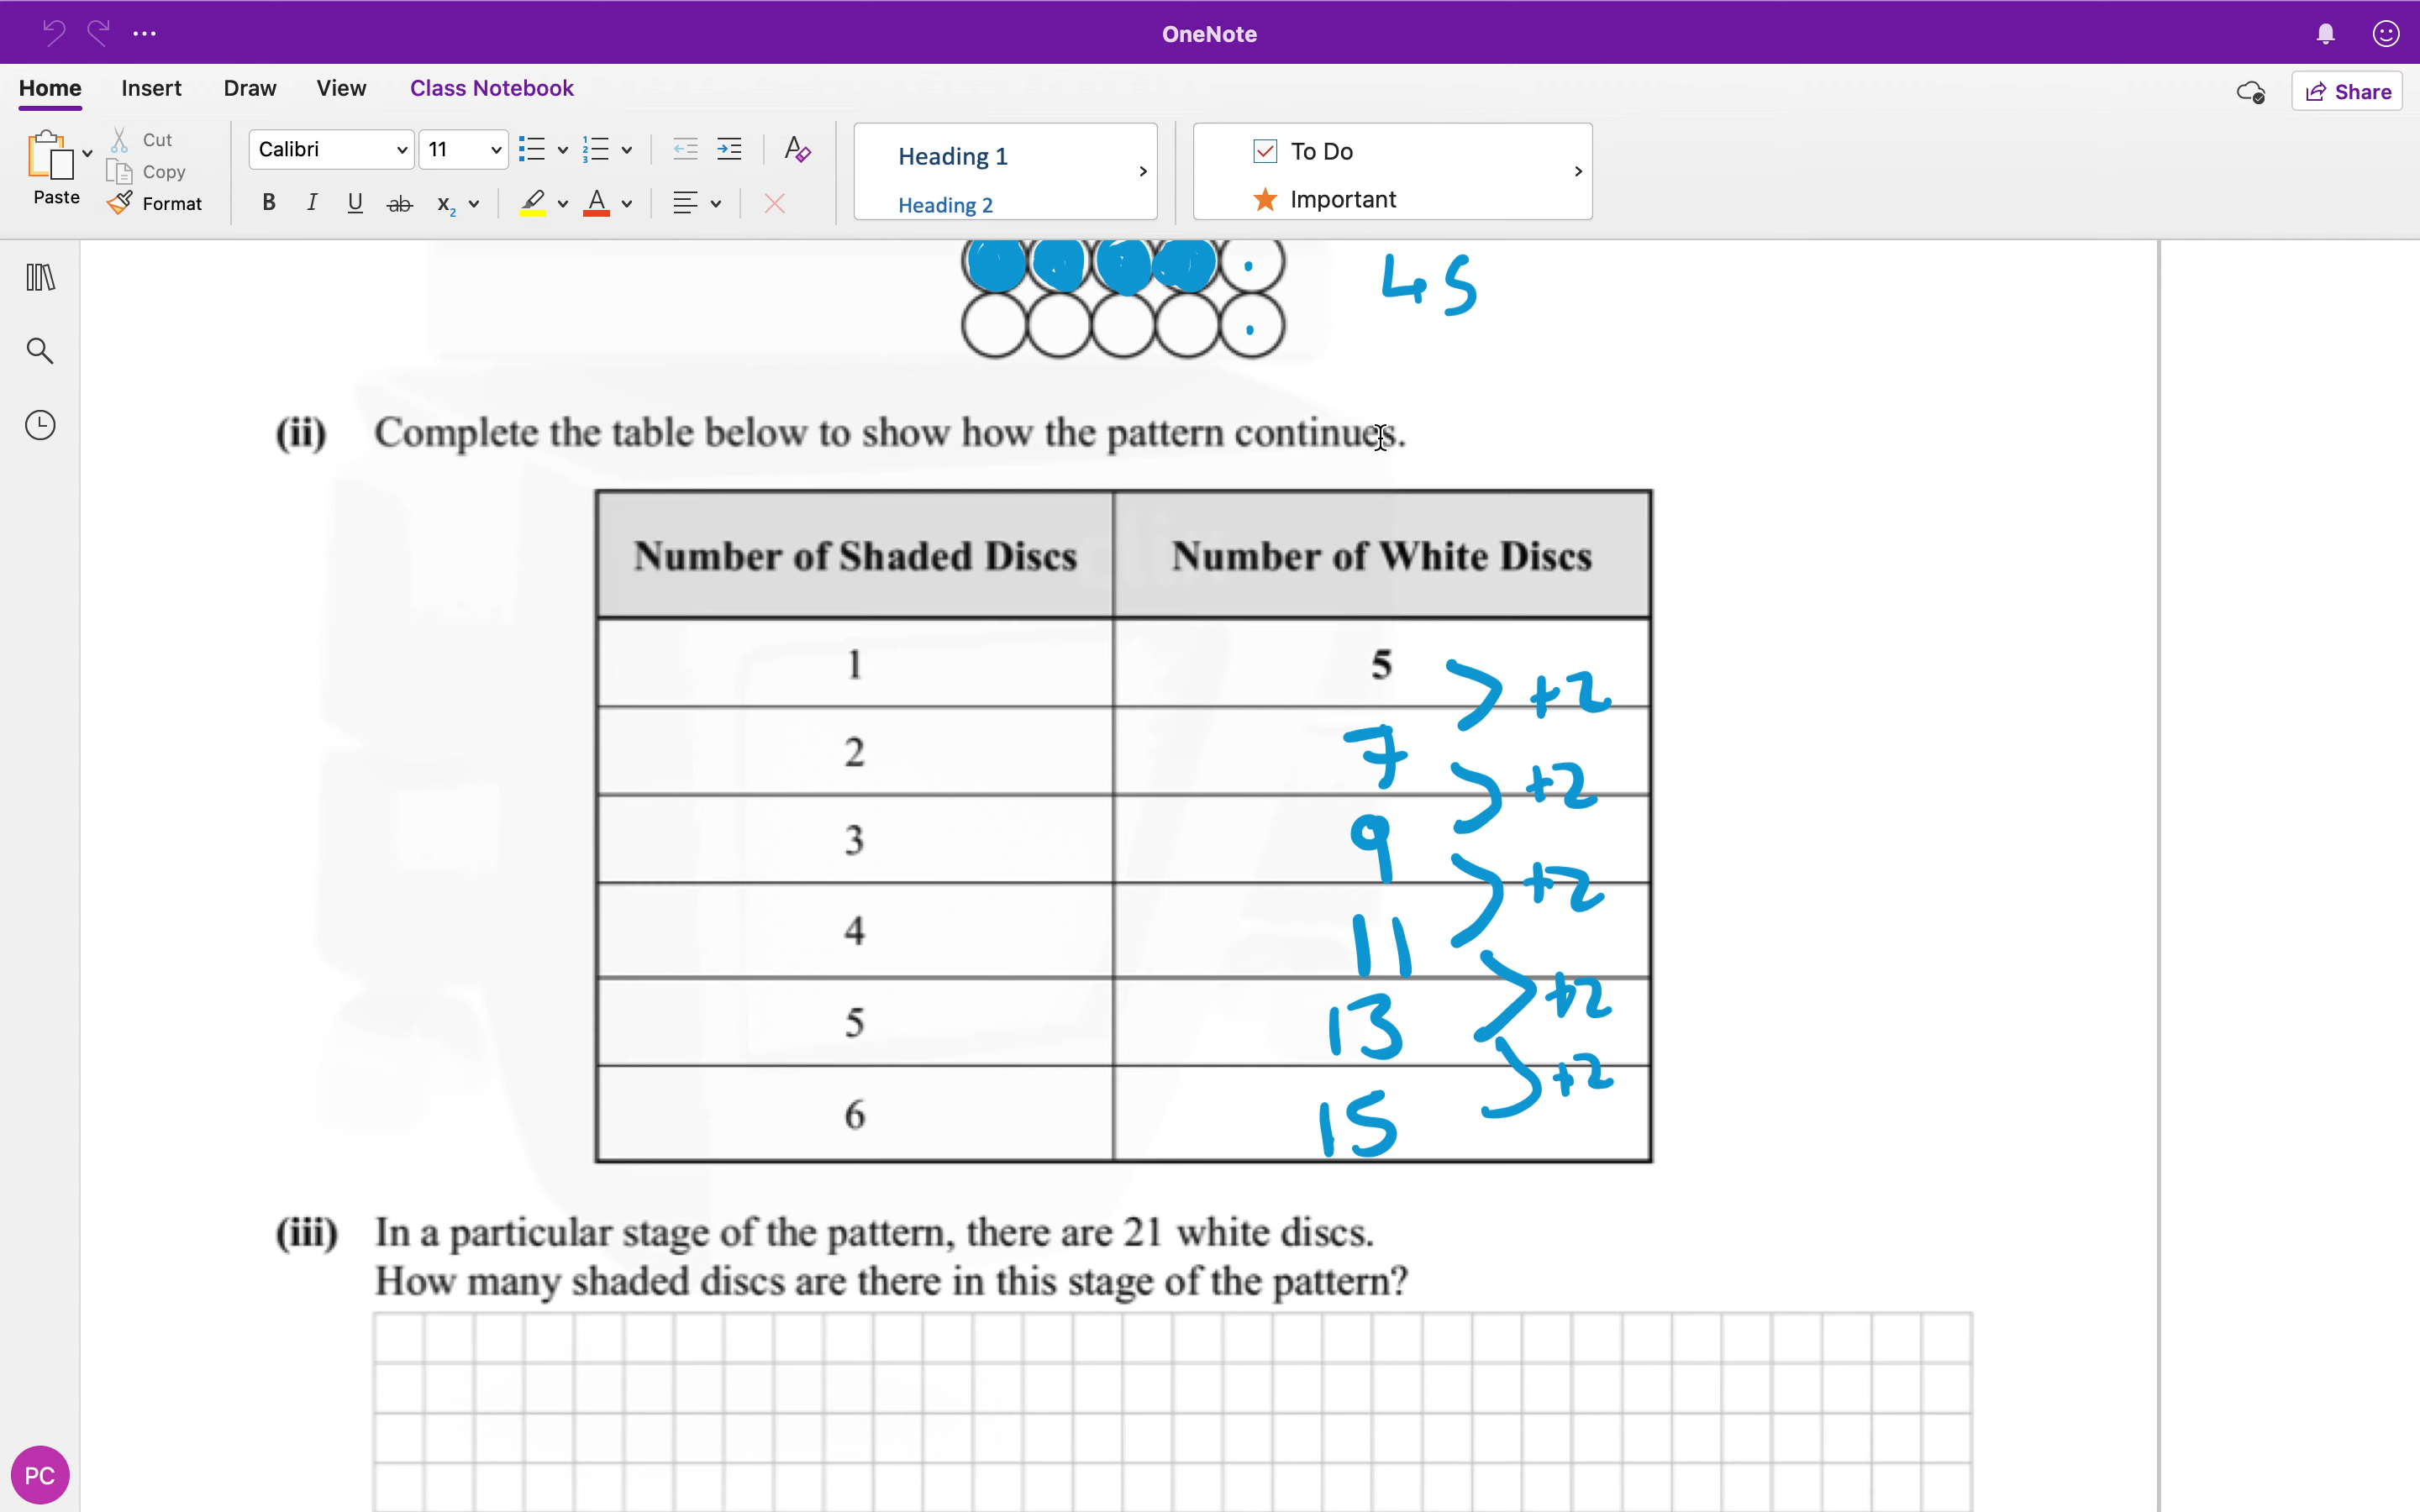 OneNote
Home Insert Draw View Class Notebook
Share
Paste
Cut
Copy
Format
Calibri 11
B I U ab x2 A
Heading 1
Heading 2
To Do
Important
4S
(ii) Complete the table below to show how the pattern continues.
Number of Shaded Discs Number of White Discs
1 5
+2
2 7
+2
3 9
+2
4 11
+2
5 13
+2
6 15
(iii) In a particular stage of the pattern, there are 21 white discs.
How many shaded discs are there in this stage of the pattern?
PC